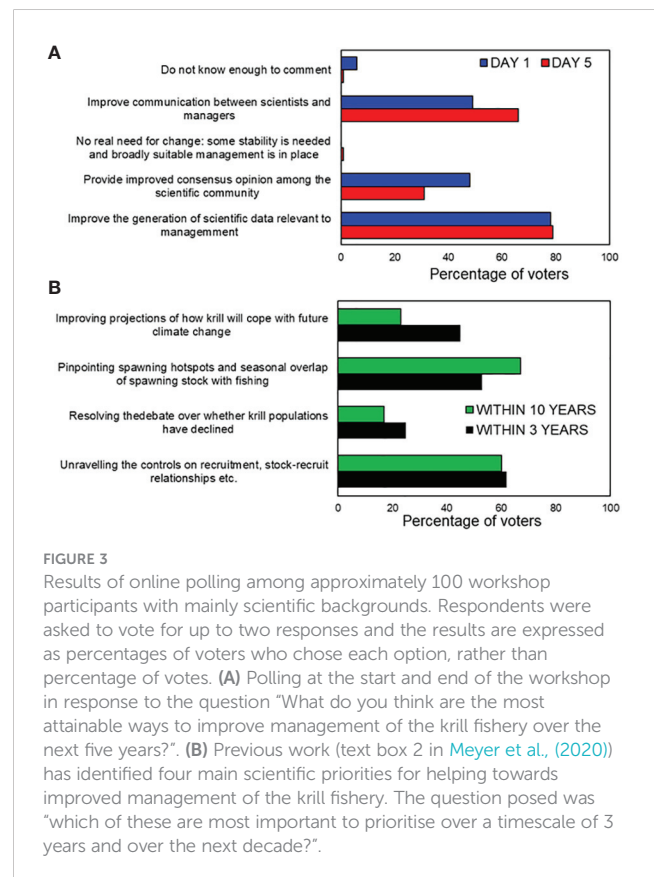 A
DAY 1 DAY 5
Do not know enough to comment
Improve communication between scientists and
managers
No real need for change: some stability is needed
and broadly suitable management is in place
Provide improved consensus opinion among the
scientific community
Improve the generation of scientific data relevant to
managemment
0 20 40 60 80 100
Percentage of voters
B
Improving projections of how krill will cope with future
climate change
Pinpointing spawning hotspots and seasonal overlap
of spawning stock with fishing
Resolving thedebate over whether krill populations
have declined
Unravelling the controls on recruitment, stock-recruit
relationships etc.
WITHIN 10 YEARS
WITHIN 3 YEARS
0 20 40 60 80 100
Percentage of voters
FIGURE 3
Results of online polling among approximately 100 workshop
participants with mainly scientific backgrounds. Respondents were
asked to vote for up to two responses and the results are expressed
as percentages of voters who chose each option, rather than
percentage of votes. (A) Polling at the start and end of the workshop
in response to the question “What do you think are the most
attainable ways to improve management of the krill fishery over the
next five years?”. (B) Previous work (text box 2 in Meyer et al., (2020))
has identified four main scientific priorities for helping towards
improved management of the krill fishery. The question posed was
“which of these are most important to prioritise over a timescale of 3
years and over the next decade?”.